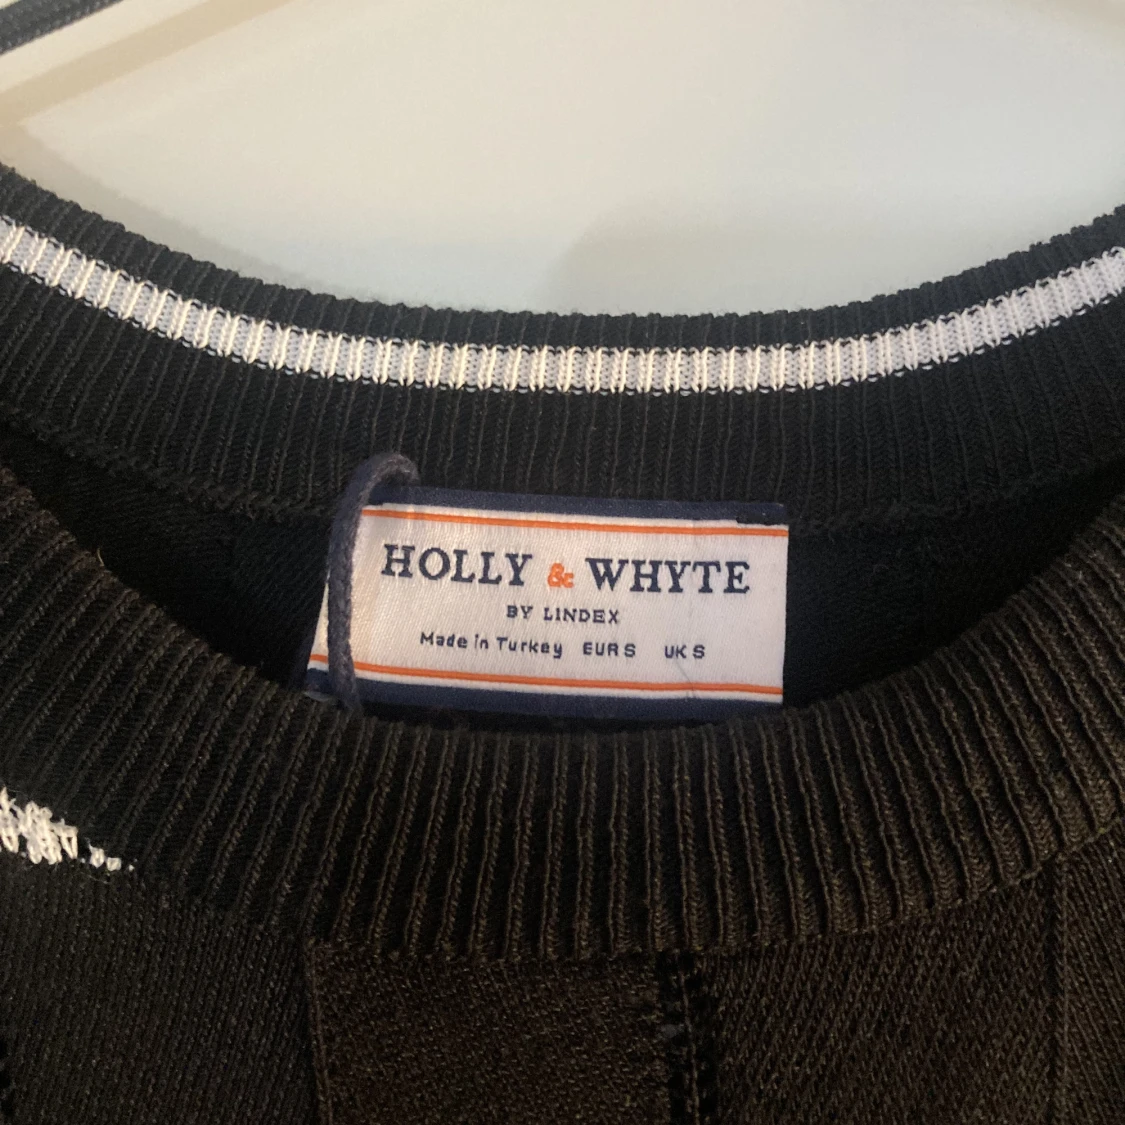 HOLLY & WHYTE
BY LINDEX
Made in Turkey EUR S UK S